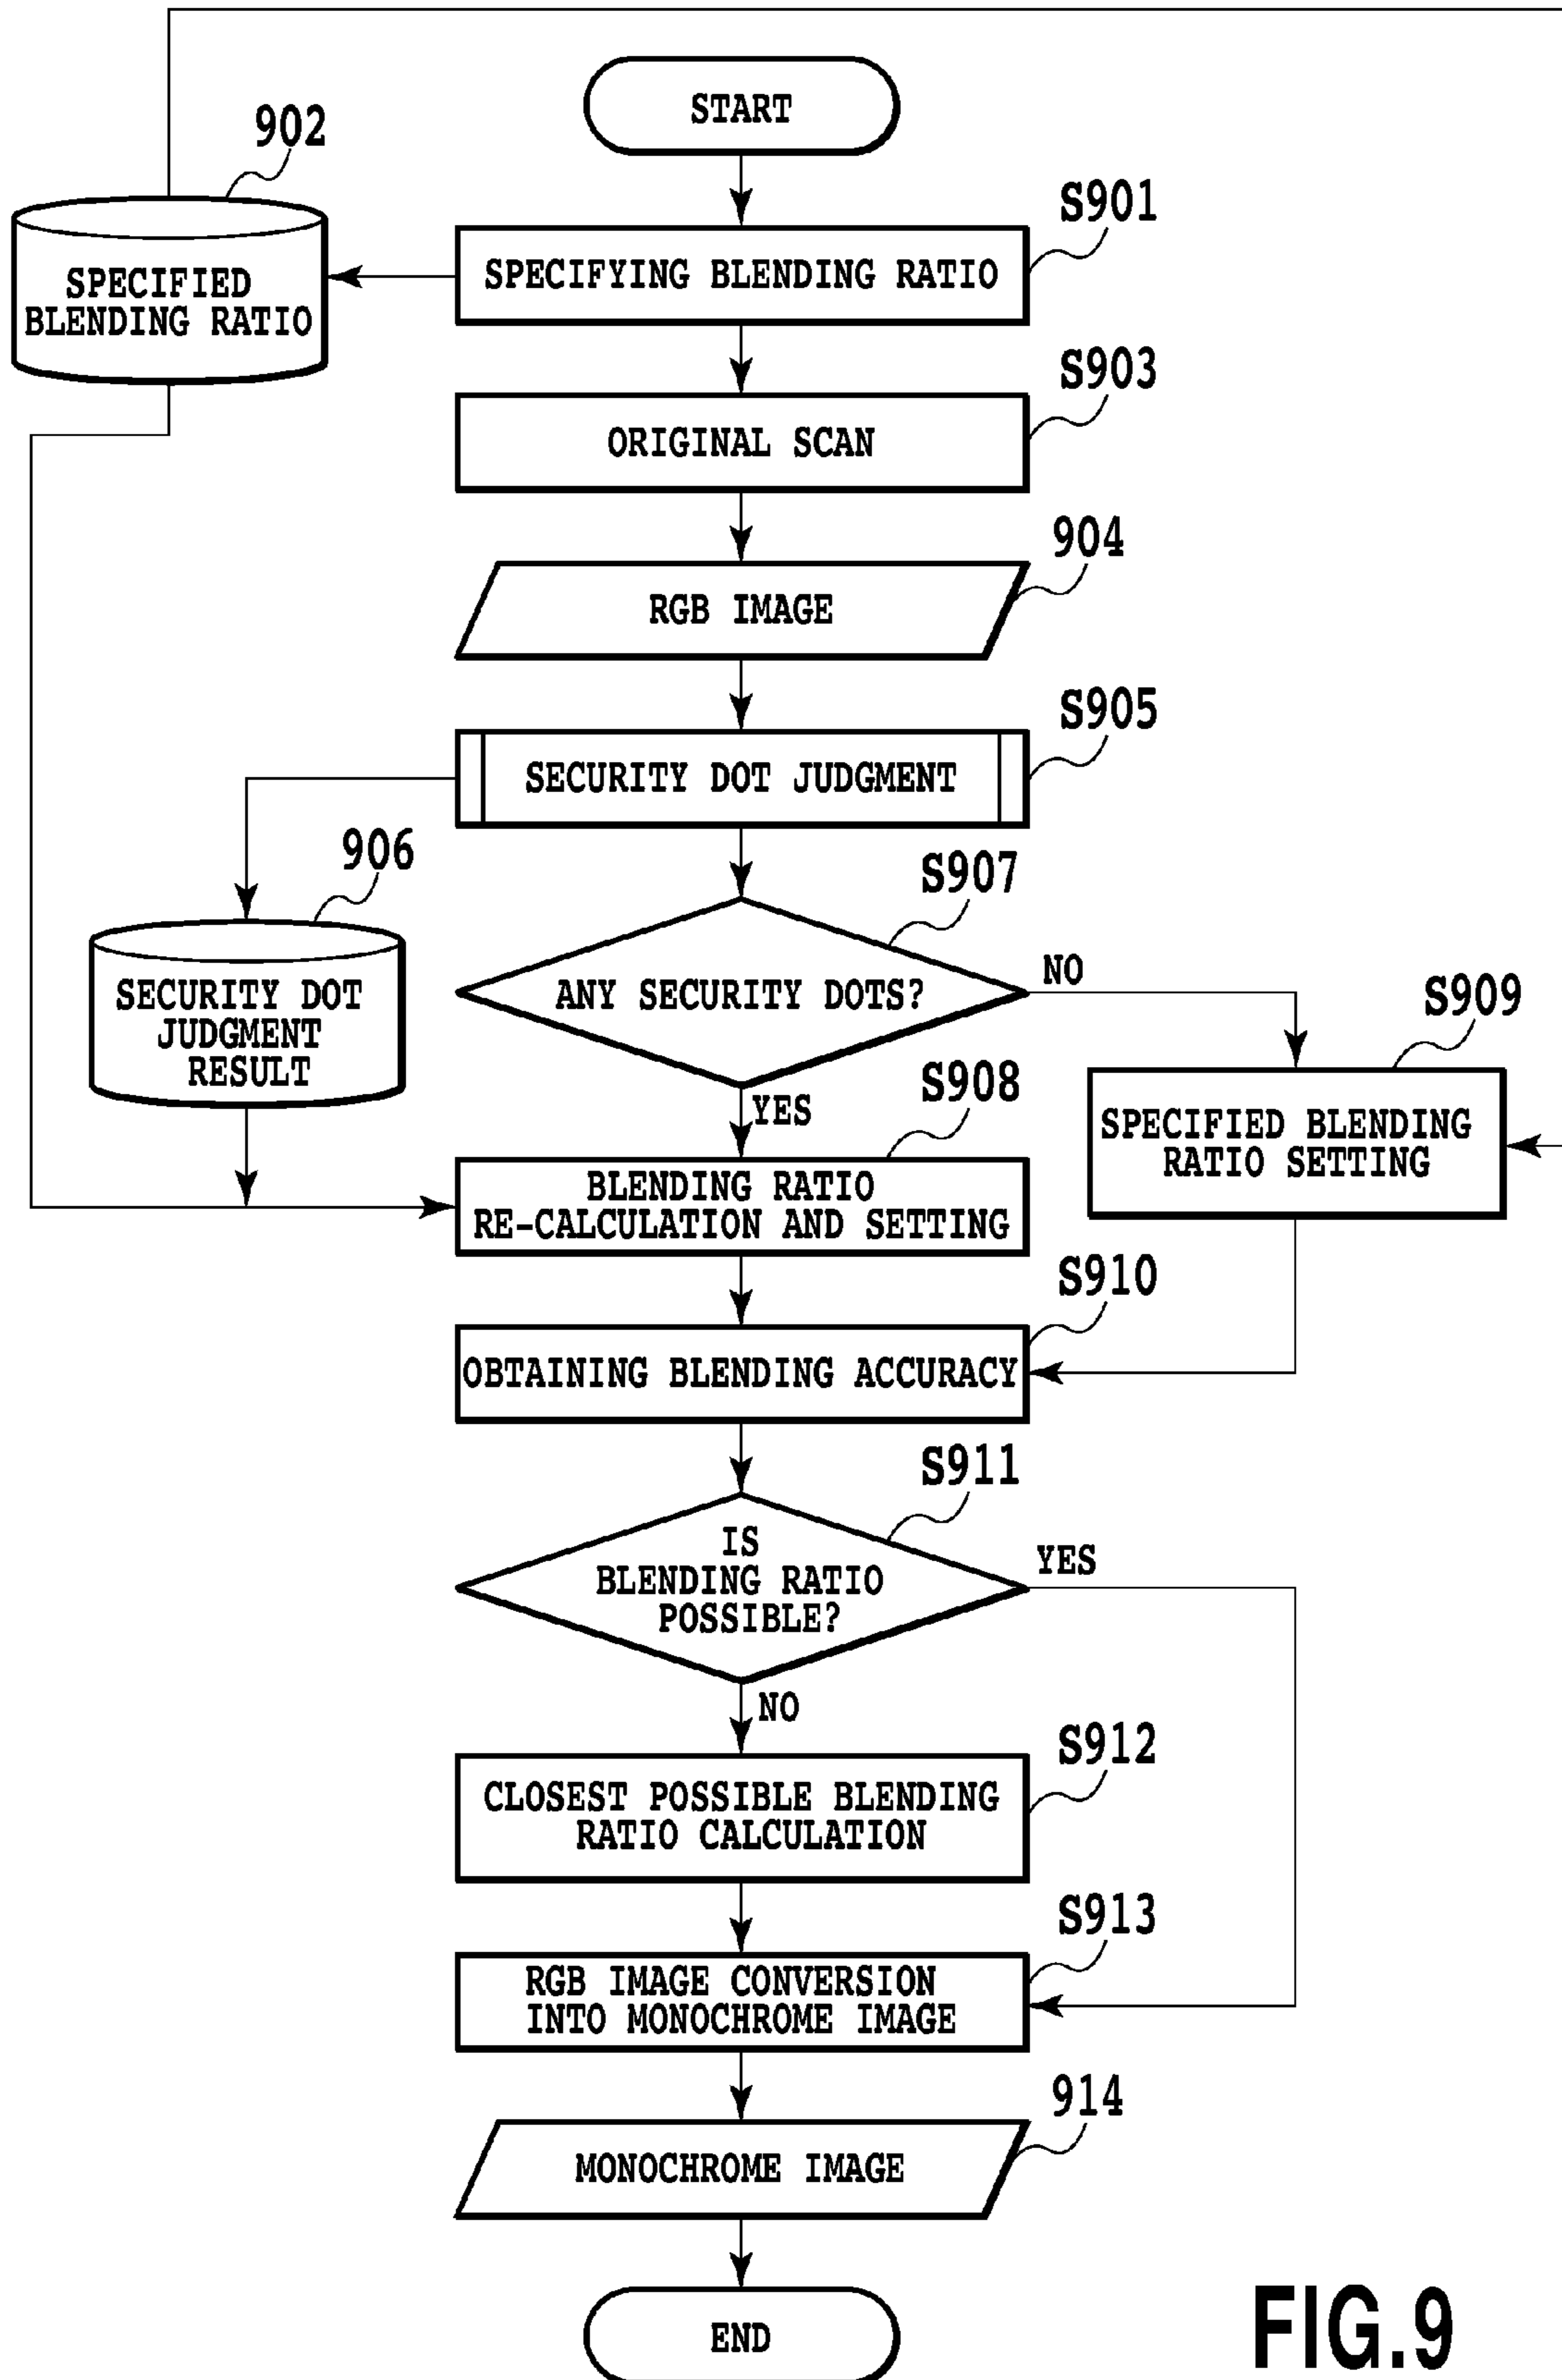 START
902
S901
SPECIFYING BLENDING RATIO
SPECIFIED
BLENDING RATIO
S903
ORIGINAL SCAN
904
RGB IMAGE
S905
SECURITY DOT JUDGMENT
906
SECURITY DOT
JUDGMENT
RESULT
S907
ANY SECURITY DOTS?
NO
YES
S909
SPECIFIED BLENDING
RATIO SETTING
S908
BLENDING RATIO
RE-CALCULATION AND SETTING
S910
OBTAINING BLENDING ACCURACY
S911
IS
BLENDING RATIO
POSSIBLE?
YES
NO
S912
CLOSEST POSSIBLE BLENDING
RATIO CALCULATION
S913
RGB IMAGE CONVERSION
INTO MONOCHROME IMAGE
914
MONOCHROME IMAGE
END
FIG.9